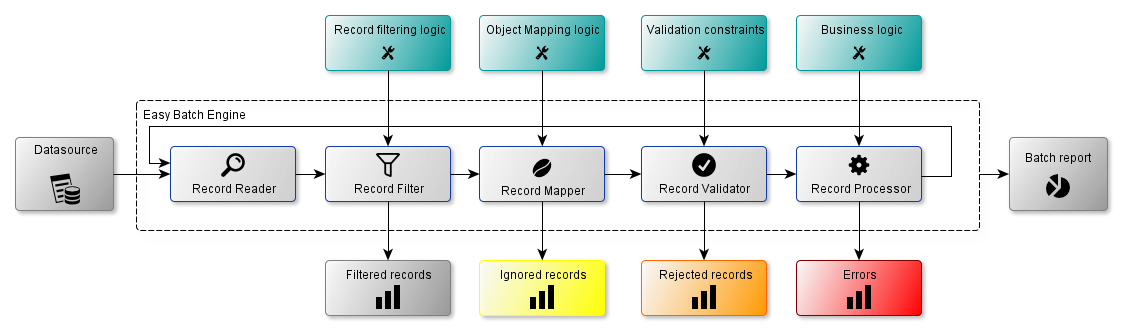 Record filtering logic
Object Mapping logic
Validation constraints
Business logic
Easy Batch Engine
Datasource
Record Reader
Record Filter
Record Mapper
Record Validator
Record Processor
Batch report
Filtered records
Ignored records
Rejected records
Errors